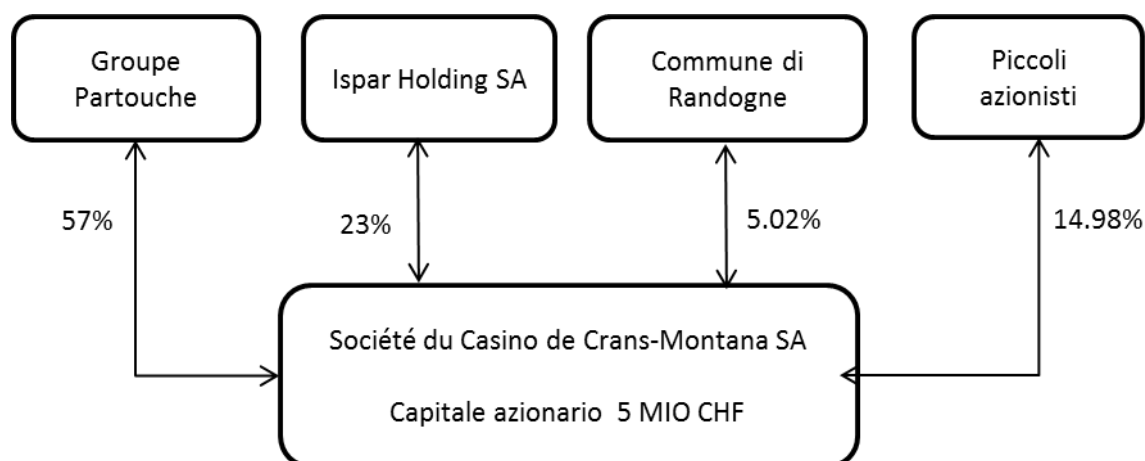 Groupe
Partouche
Ispar Holding SA
Commune di
Randogne
Piccoli
azionisti
57%
23%
5.02%
14.98%
Société du Casino de Crans-Montana SA
Capitale azionario 5 MIO CHF